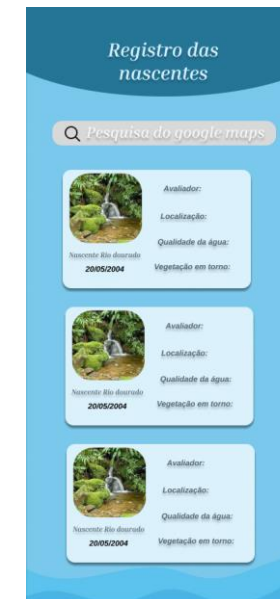 Registro das
nascentes
Pesquisa do google maps
Avaliador:
Localização:
Qualidade da água:
Vegetação em torno:
Nascente Rio dourado
20/05/2004
Avaliador:
Localização:
Qualidade da água:
Vegetação em torno:
Nascente Rio dourado
20/05/2004
Avaliador:
Localização:
Qualidade da água:
Vegetação em torno:
Nascente Rio dourado
20/05/2004